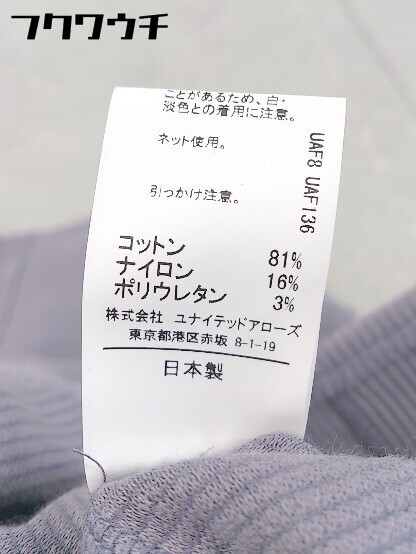 フクワウチ
ことがあるため、白・
淡色との着用に注意。
ネット使用。
引っかけ注意。
UAF8 UAF136
コットン 81%
ナイロン 16%
ポリウレタン 3%
株式会社 ユナイテッドアローズ
東京都港区赤坂 8-1-19
日本製